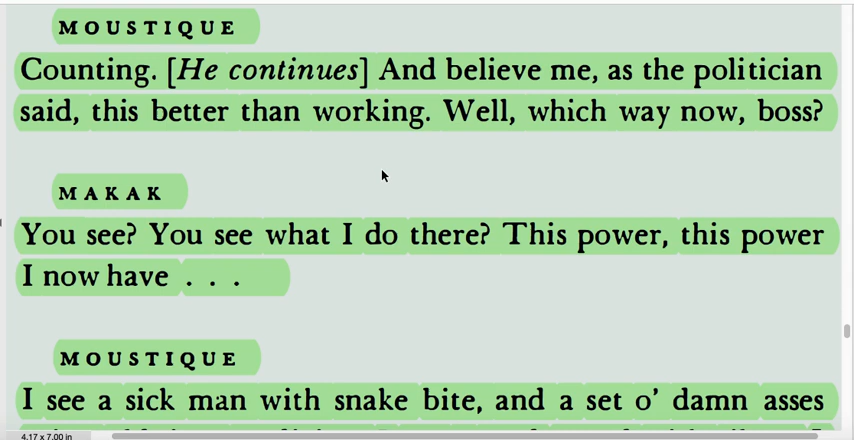 MOUSTIQUE
Counting. [He continues] And believe me, as the politician
said, this better than working. Well, which way now, boss?
MAKAK
You see? You see what I do there? This power, this power
I now have . . .
MOUSTIQUE
I see a sick man with snake bite, and a set o’ damn asses
4.17 x 7.00 in